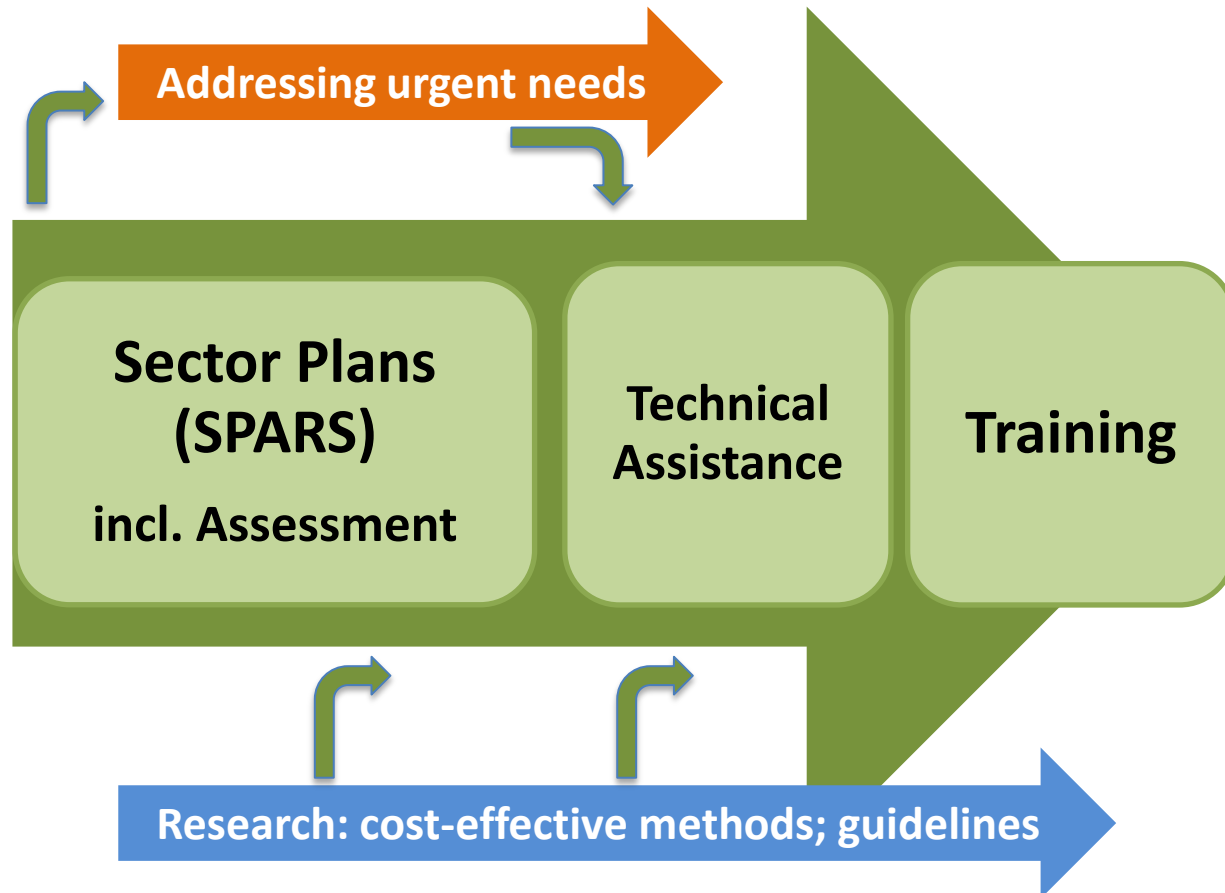 Addressing urgent needs
Sector Plans
(SPARS)
incl. Assessment
Technical
Assistance
Training
Research: cost-effective methods; guidelines